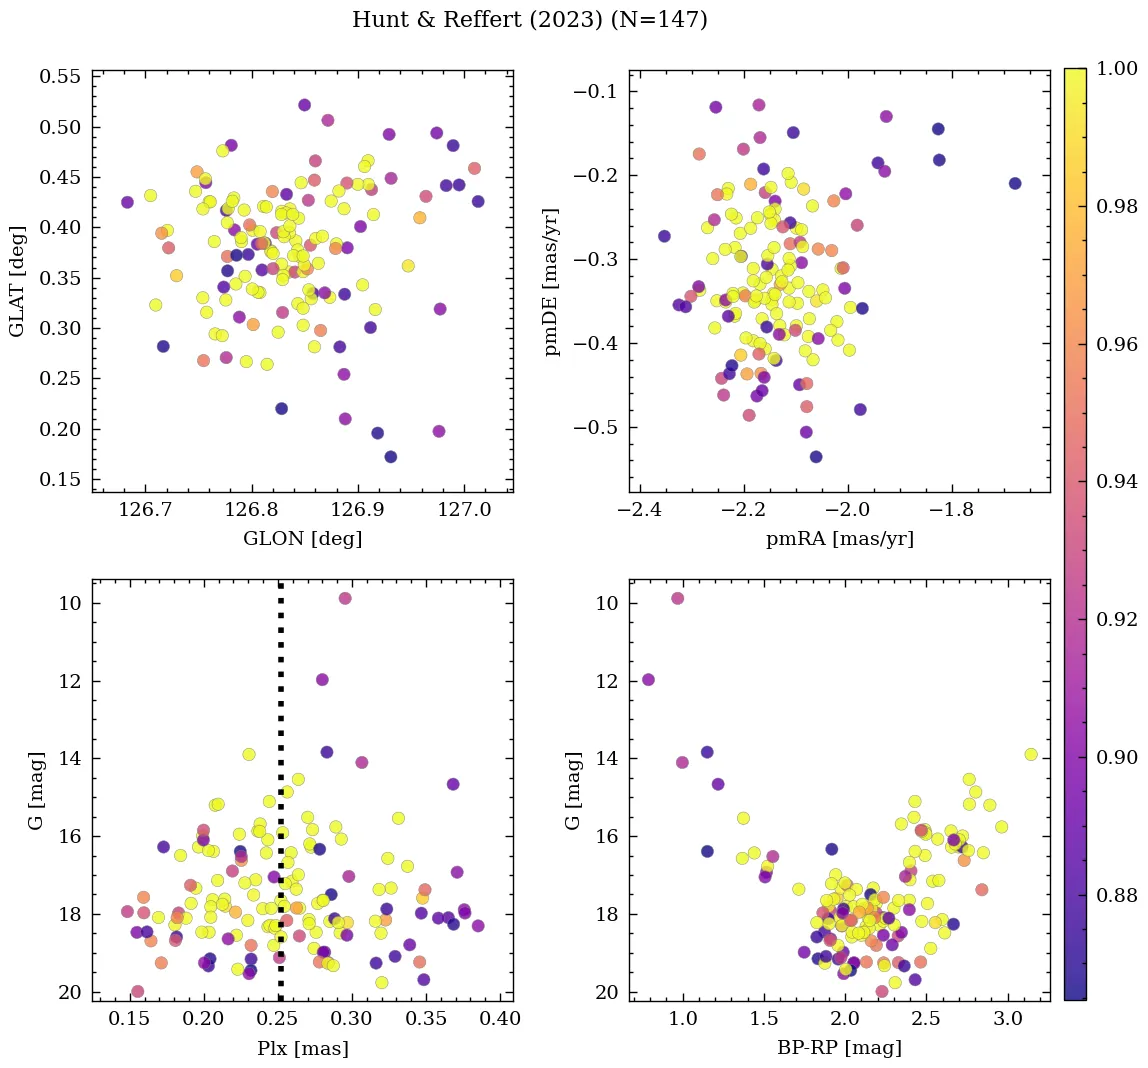 Hunt & Reffert (2023) (N=147)
0.55
0.50
0.45
0.40
0.35
0.30
0.25
0.20
0.15
GLAT [deg]
126.7 126.8 126.9 127.0
GLON [deg]
−0.1
−0.2
−0.3
−0.4
−0.5
pmDE [mas/yr]
−2.4 −2.2 −2.0 −1.8
pmRA [mas/yr]
10
12
14
16
18
20
G [mag]
0.15 0.20 0.25 0.30 0.35 0.40
Plx [mas]
10
12
14
16
18
20
G [mag]
1.0 1.5 2.0 2.5 3.0
BP-RP [mag]
1.00
0.98
0.96
0.94
0.92
0.90
0.88